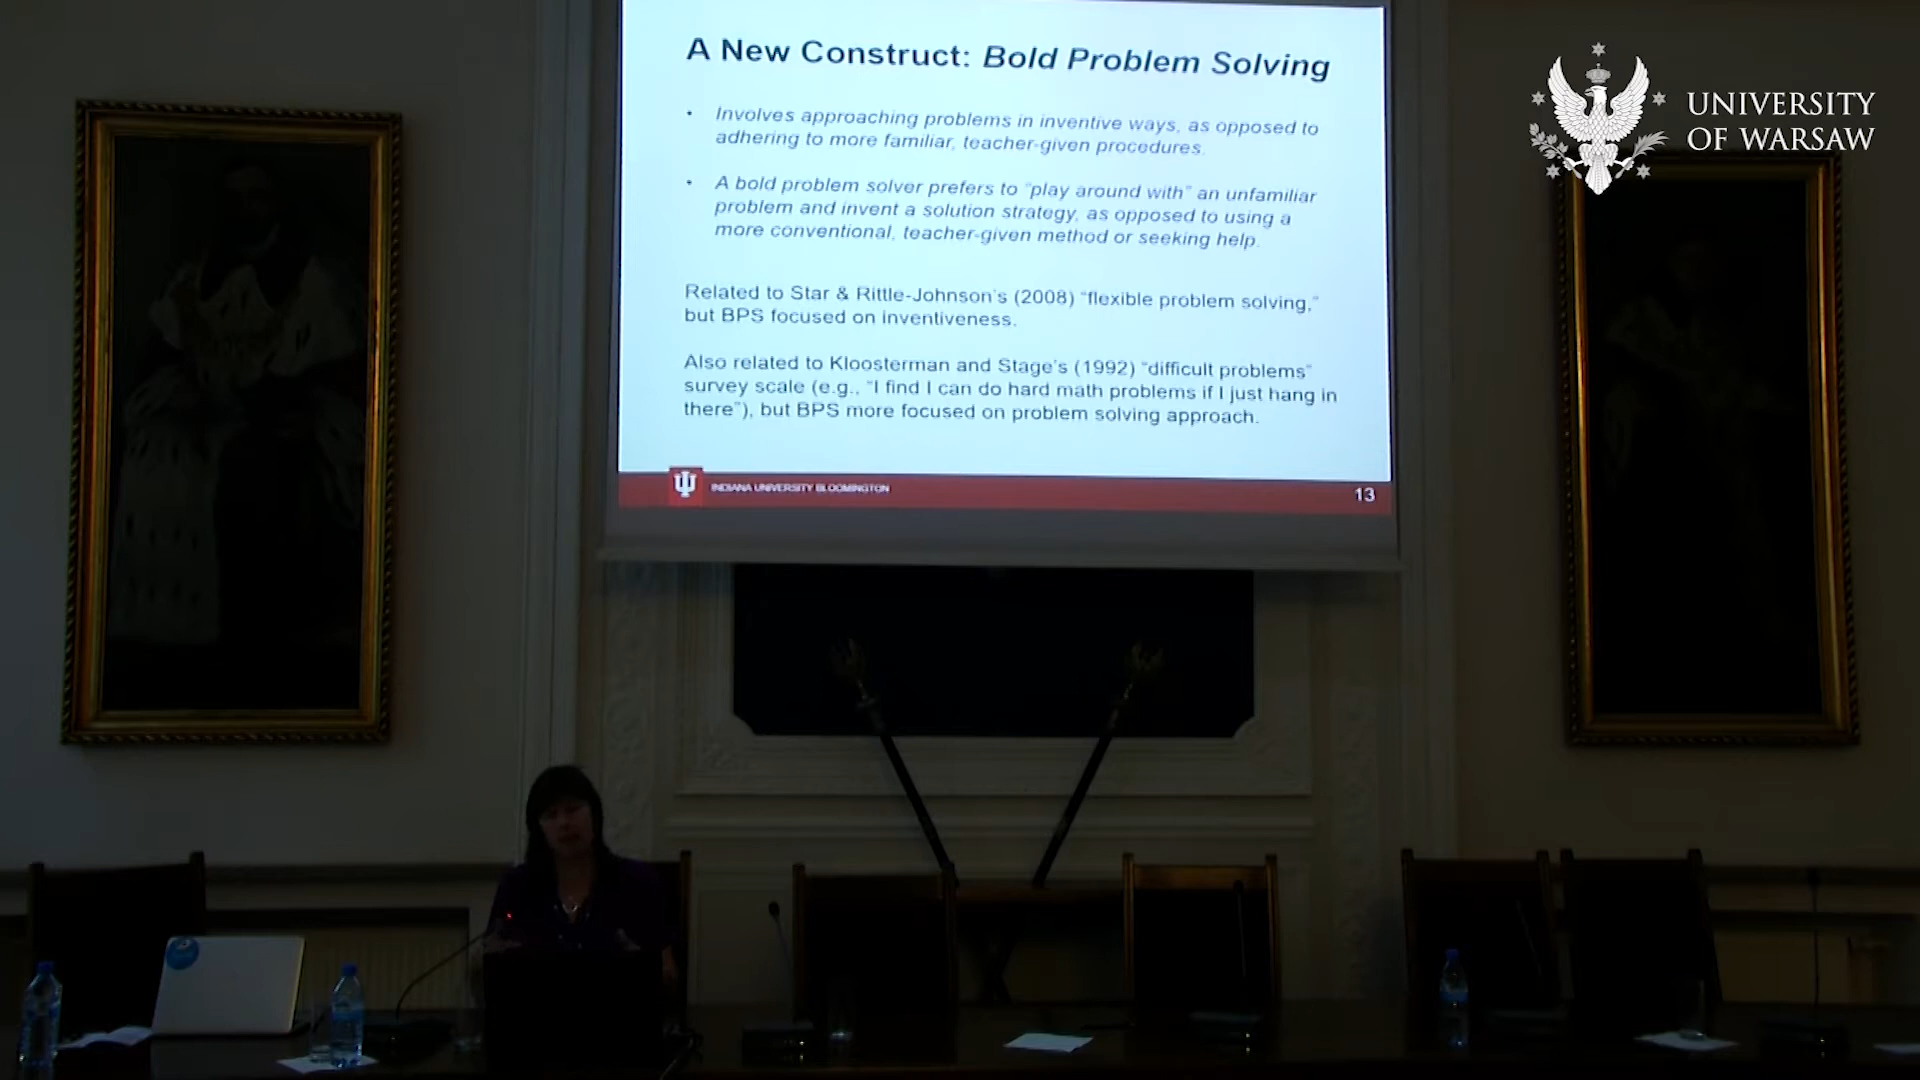 A New Construct: Bold Problem Solving
• Involves approaching problems in inventive ways, as opposed to
adhering to more familiar, teacher-given procedures.
• A bold problem solver prefers to “play around with” an unfamiliar
problem and invent a solution strategy, as opposed to using a
more conventional, teacher-given method or seeking help.
Related to Star & Rittle-Johnson's (2008) “flexible problem solving,”
but BPS focused on inventiveness.
Also related to Kloosterman and Stage's (1992) “difficult problems”
survey scale (e.g., “I find I can do hard math problems if I just hang in
there”), but BPS more focused on problem solving approach.
INDIANA UNIVERSITY BLOOMINGTON
13
UNIVERSITY
OF WARSAW